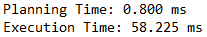 Planning Time: 0.800 ms
Execution Time: 58.225 ms